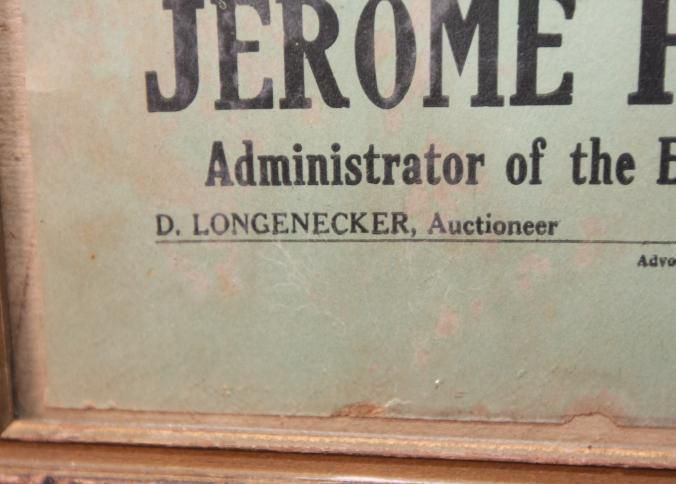 JEROME
Administrator of the
D. LONGENECKER, Auctioneer
Advo